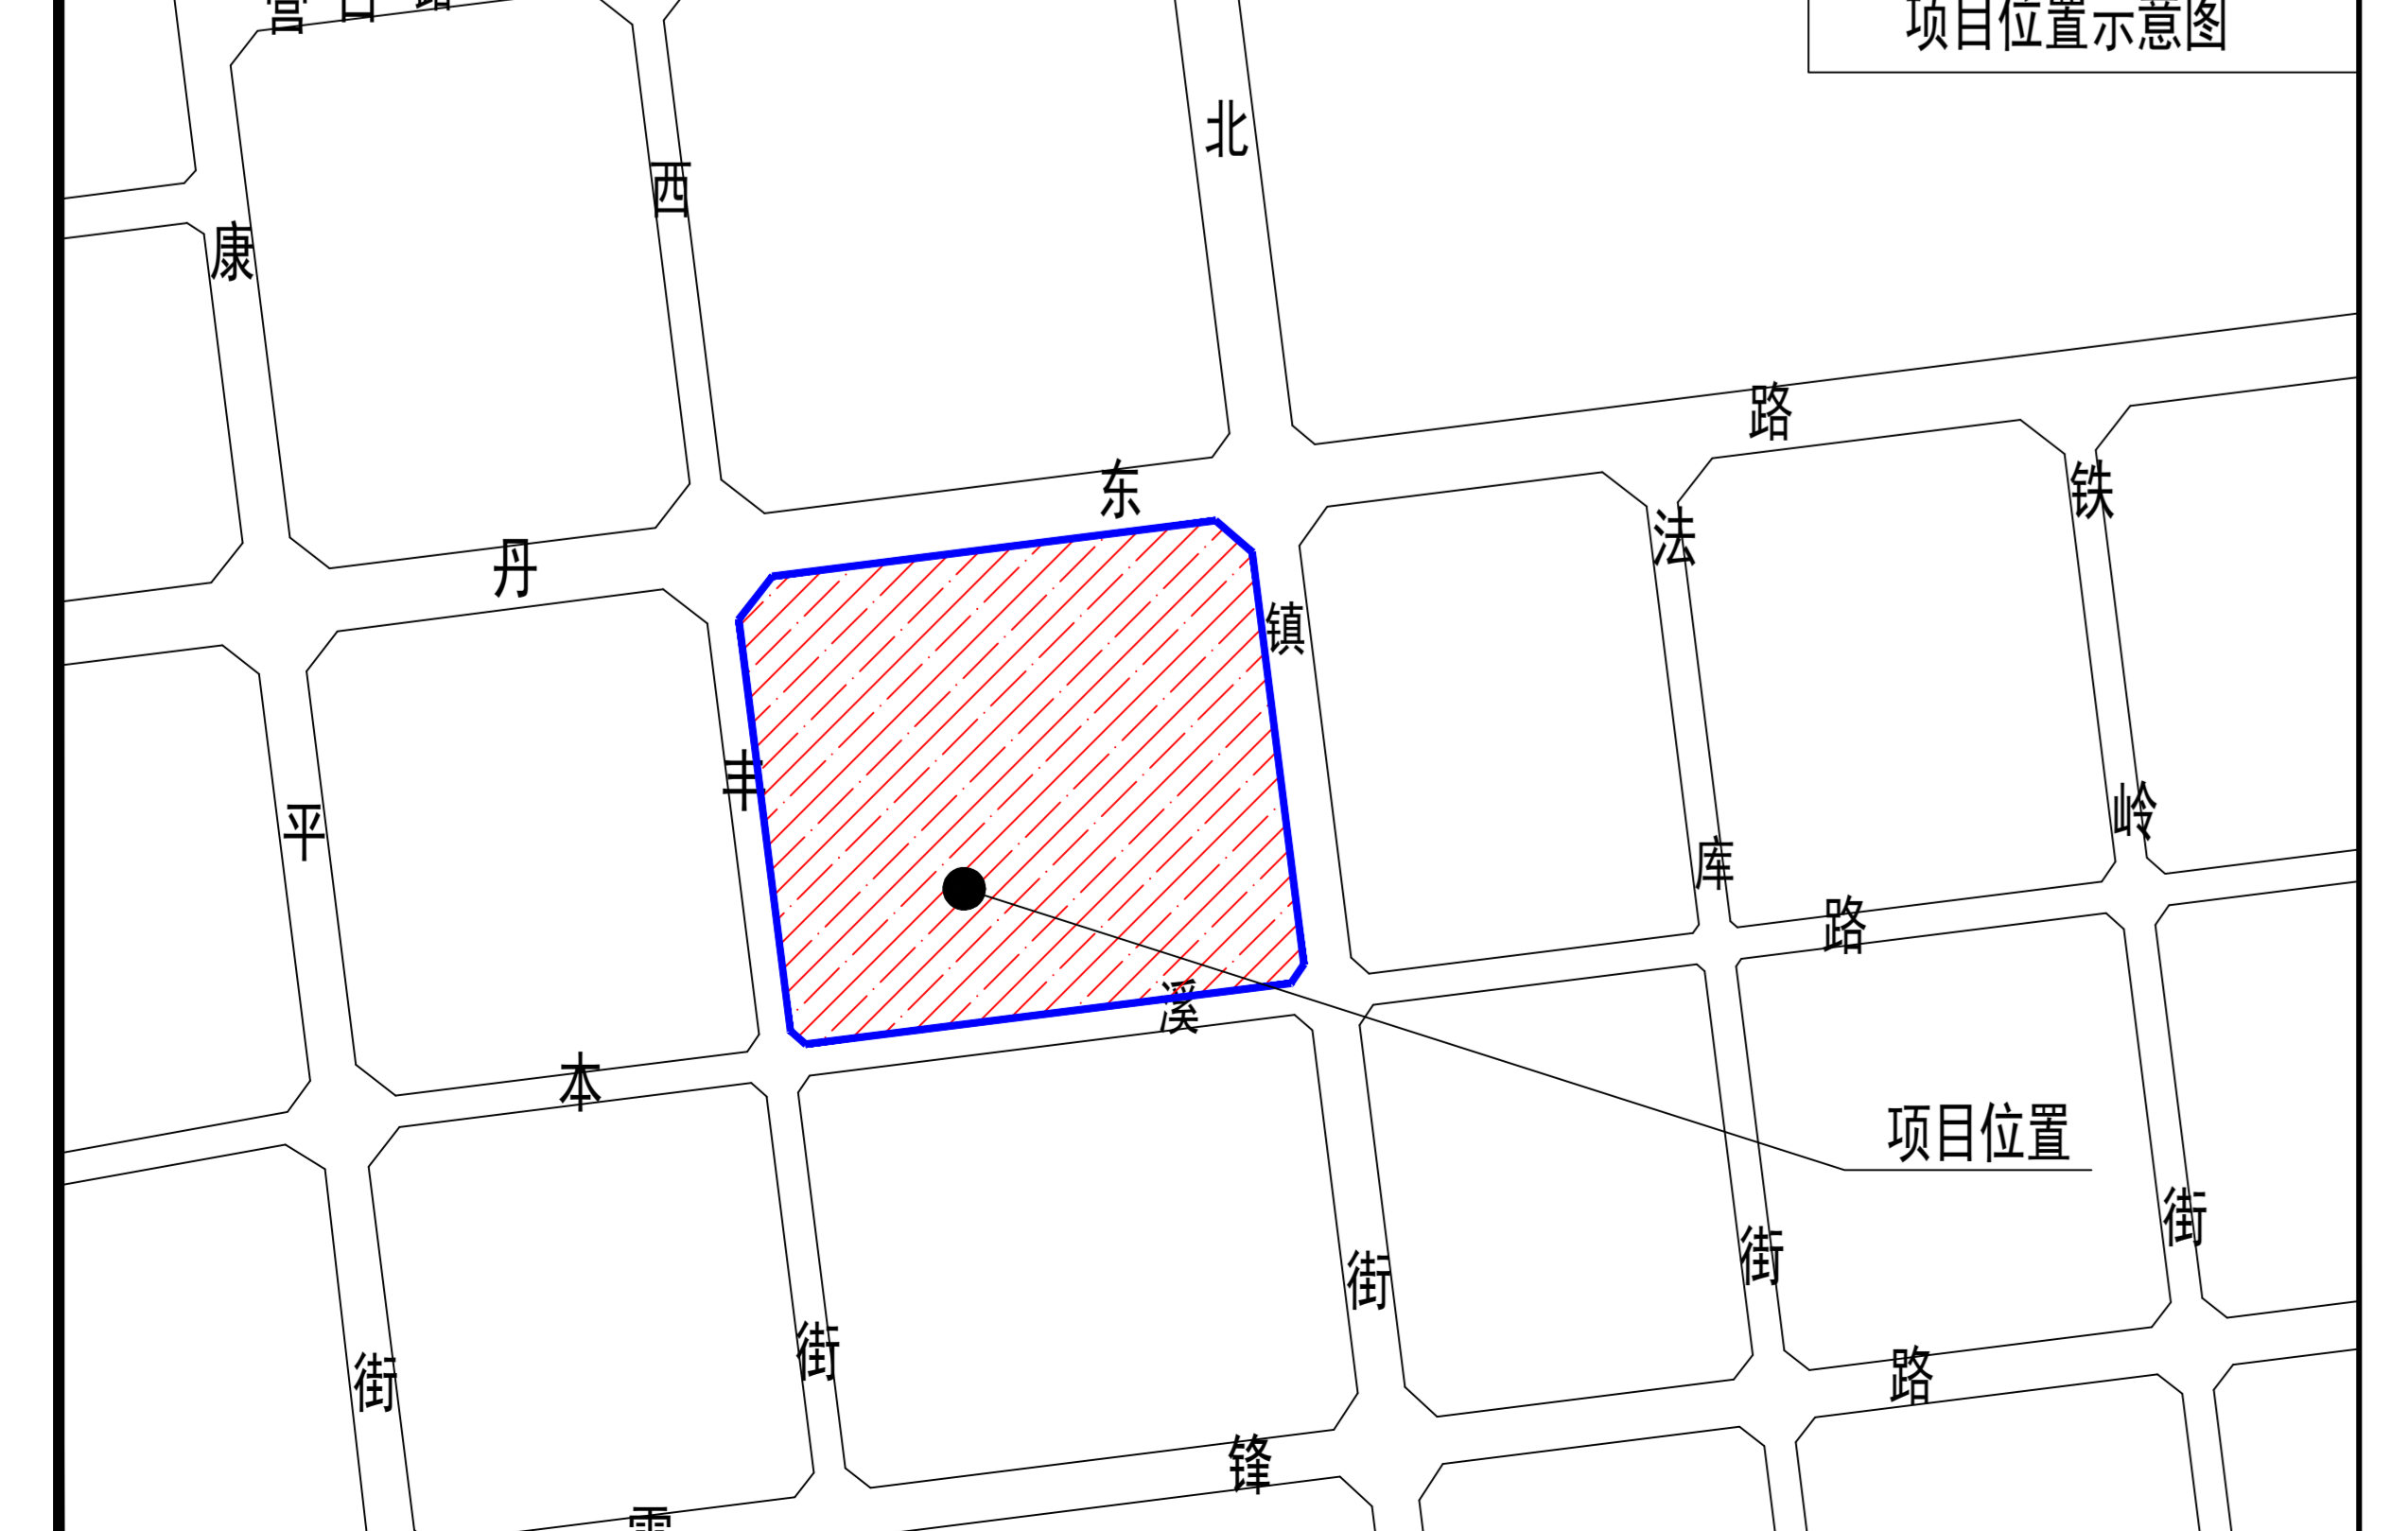 项目位置示意图
丹东路
本溪路
锋路
康平街
西丰街
北镇街
法库街
铁岭街
项目位置